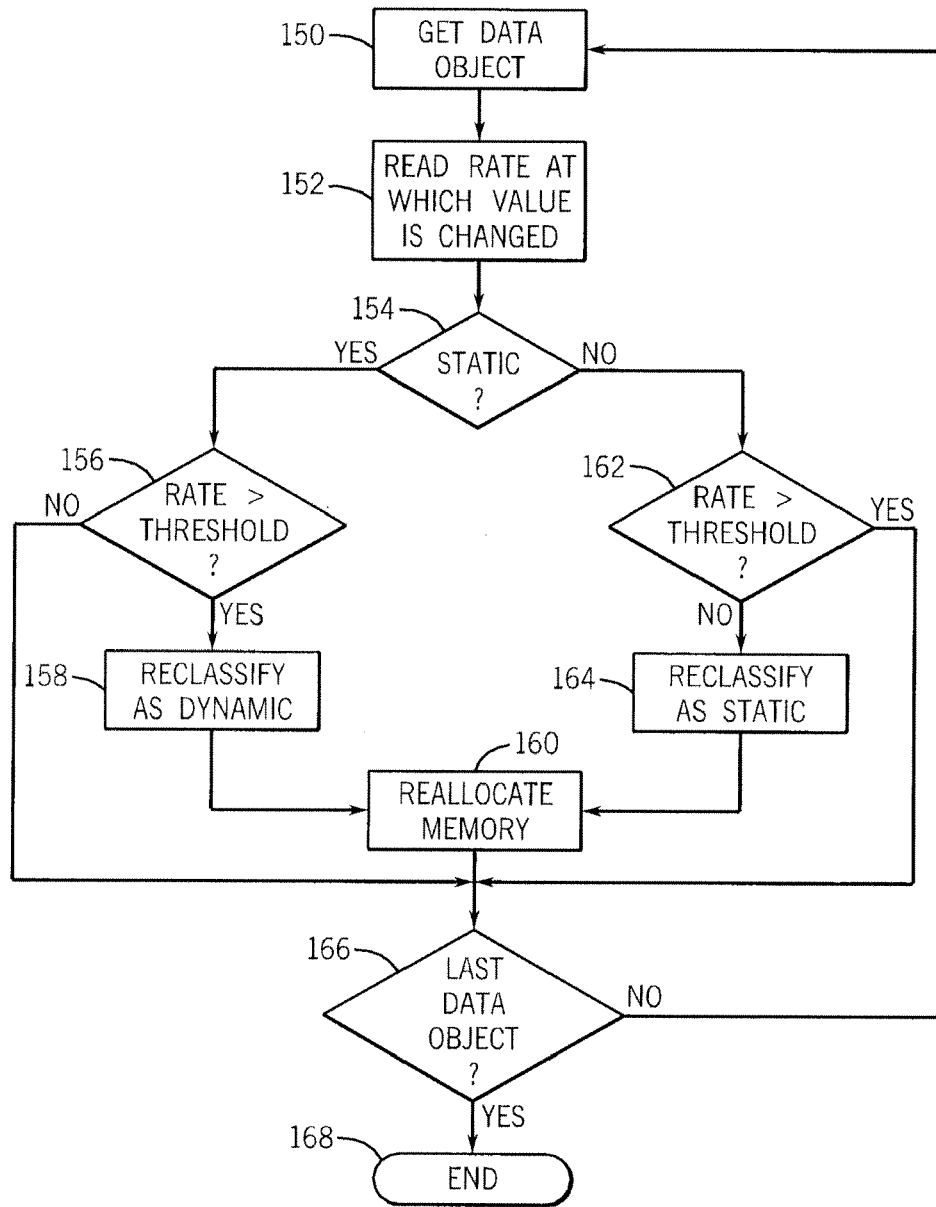 150
GET DATA
OBJECT
152
READ RATE AT
WHICH VALUE
IS CHANGED
154
YES
STATIC
?
NO
156
NO
RATE >
THRESHOLD
?
YES
162
RATE >
THRESHOLD
?
YES
NO
158
RECLASSIFY
AS DYNAMIC
164
RECLASSIFY
AS STATIC
160
REALLOCATE
MEMORY
166
LAST
DATA
OBJECT
?
NO
YES
168
END